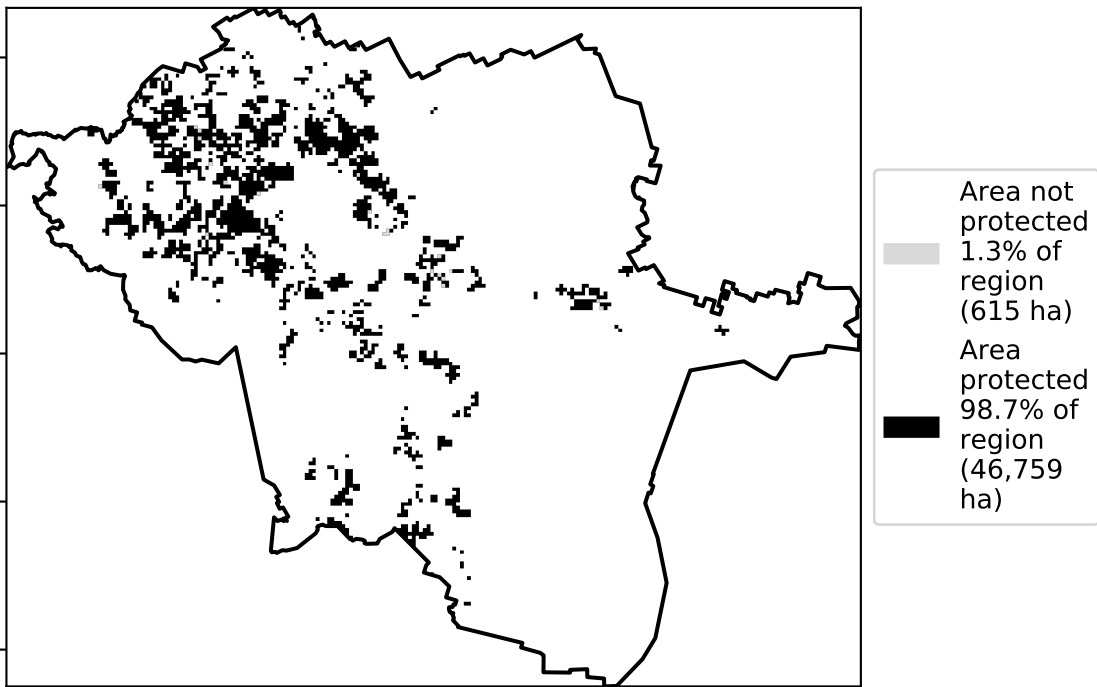 Area not
protected
1.3% of
region
(615 ha)
Area
protected
98.7% of
region
(46,759
ha)